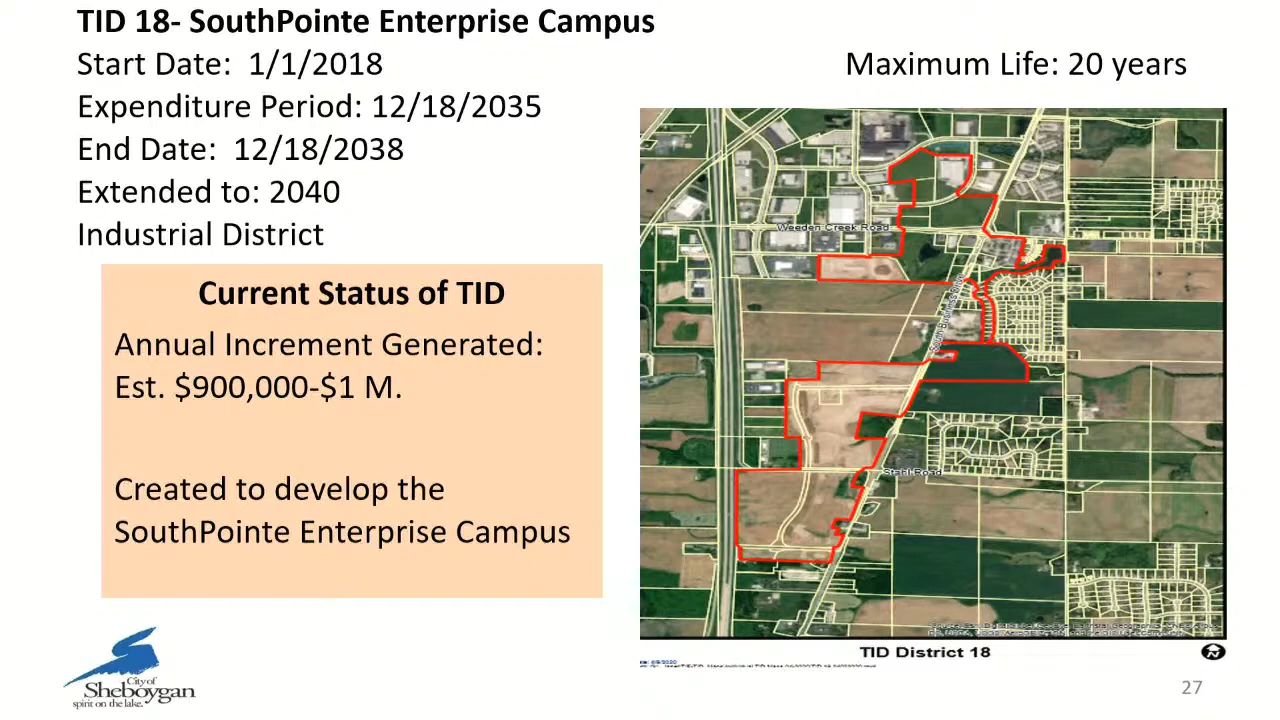 TID 18- SouthPointe Enterprise Campus
Start Date: 1/1/2018
Maximum Life: 20 years
Expenditure Period: 12/18/2035
End Date: 12/18/2038
Extended to: 2040
Industrial District
Current Status of TID
Annual Increment Generated:
Est. $900,000-$1 M.
Created to develop the
SouthPointe Enterprise Campus
Weeden Creek Road
South Business Drive
Stahl Road
TID District 18
N
City of
Sheboygan
spirit on the lake.
27